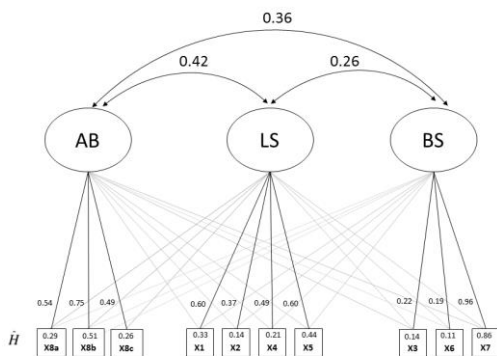 0.36
0.42 0.26
AB LS BS
0.54 0.75 0.49 0.60 0.37 0.49 0.60 0.22 0.19 0.96
Ĥ 0.29 0.51 0.26 0.33 0.14 0.21 0.44 0.14 0.11 0.86
X8a X8b X8c X1 X2 X4 X5 X3 X6 X7